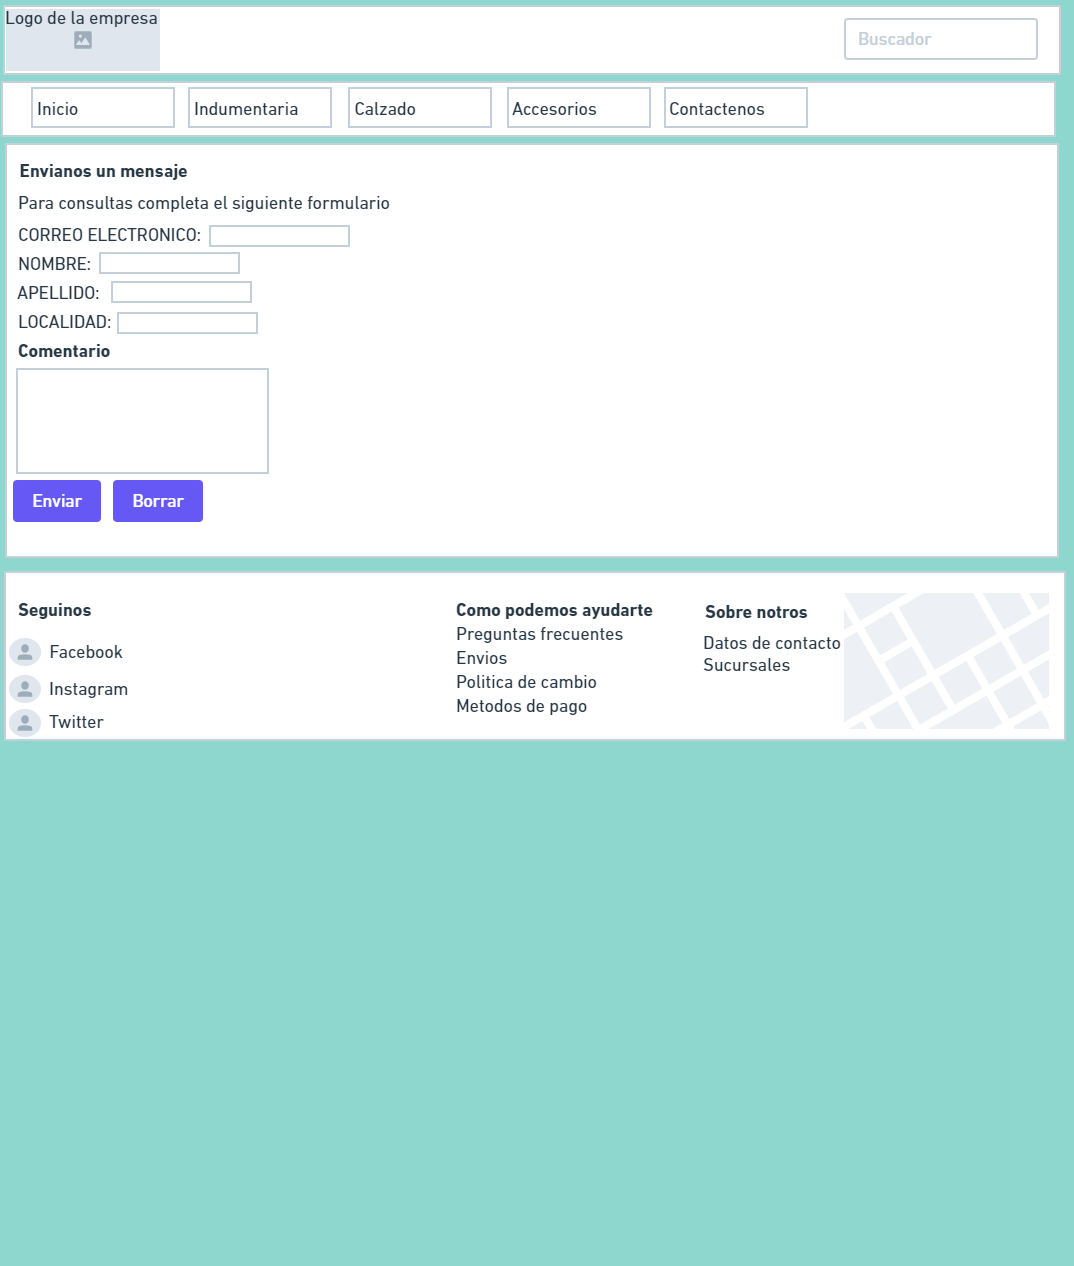 Logo de la empresa
Buscador
Inicio
Indumentaria
Calzado
Accesorios
Contactenos
Envianos un mensaje
Para consultas completa el siguiente formulario
CORREO ELECTRONICO:
NOMBRE:
APELLIDO:
LOCALIDAD:
Comentario
Enviar
Borrar
Seguinos
Facebook
Instagram
Twitter
Como podemos ayudarte
Preguntas frecuentes
Envios
Politica de cambio
Metodos de pago
Sobre notros
Datos de contacto
Sucursales